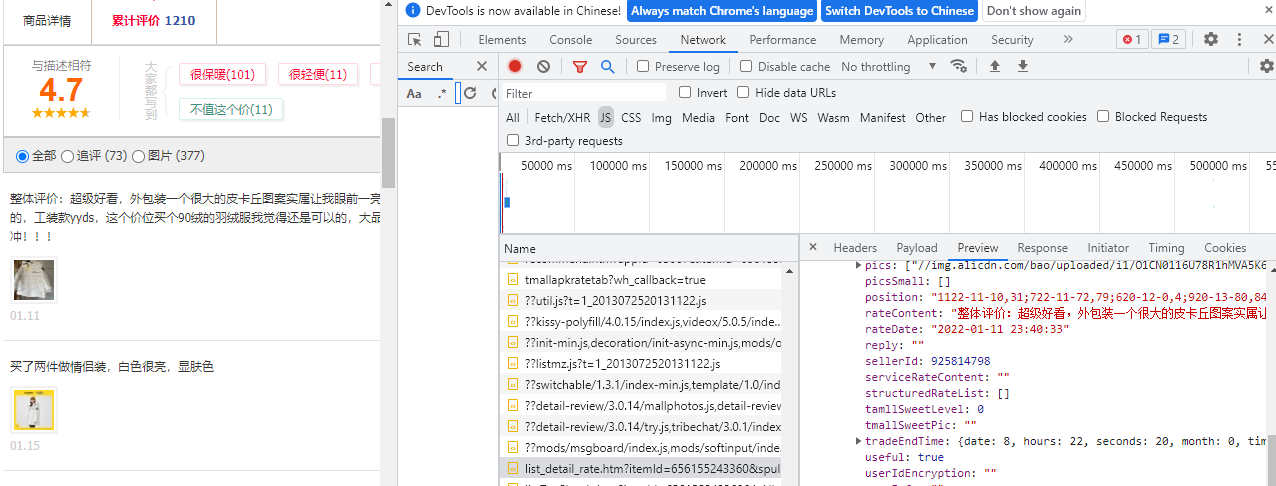 商品详情
累计评价 1210
与描述相符
4.7
大家都写到
很保暖(101)
很轻便(11)
不值这个价(11)
全部 追评 (73) 图片 (377)
整体评价：超级好看，外包装一个很大的皮卡丘图案实属让我眼前一亮
的，工装款yyds，这个价位买个90绒的羽绒服我觉得还是可以的，大品
冲！！！
01.11
买了两件做情侣装，白色很亮，显肤色
01.15
DevTools is now available in Chinese! Always match Chrome's language Switch DevTools to Chinese Don't show again
Elements Console Sources Network Performance Memory Application Security 1 2
Search
Aa .*
Preserve log Disable cache No throttling
Filter Invert Hide data URLs
All Fetch/XHR JS CSS Img Media Font Doc WS Wasm Manifest Other Has blocked cookies Blocked Requests
3rd-party requests
50000 ms 100000 ms 150000 ms 200000 ms 250000 ms 300000 ms 350000 ms 400000 ms 450000 ms 500000 ms 55
Name
tmallapkratetab?wh_callback=true
??util.js?t=1_2013072520131122.js
??kissy-polyfill/4.0.15/index.js,videox/5.0.5/inde...
??init-min.js,decoration/init-async-min.js,mods/o
??listmz.js?t=1_2013072520131122.js
??switchable/1.3.1/index-min.js,template/1.0/ind
??detail-review/3.0.14/mallphotos.js,detail-review
??detail-review/3.0.14/try.js,tribechat/3.0.1/index
??mods/msgboard/index.js,mods/softinput/inde
list_detail_rate.htm?itemId=656155243360&spul
Headers Payload Preview Response Initiator Timing Cookies
pics: ["//img.alicdn.com/bao/uploaded/i1/O1CN0116U78R1hMVA5K6
picsSmall: []
position: "1122-11-10,31;722-11-72,79;620-12-0,4;920-13-80,84
rateContent: "整体评价：超级好看，外包装一个很大的皮卡丘图案实属让
rateDate: "2022-01-11 23:40:33"
reply: ""
sellerId: 925814798
serviceRateContent: ""
structuredRateList: []
tamllSweetLevel: 0
tmallSweetPic: ""
tradeEndTime: {date: 8, hours: 22, seconds: 20, month: 0, tim
useful: true
userIdEncryption: ""